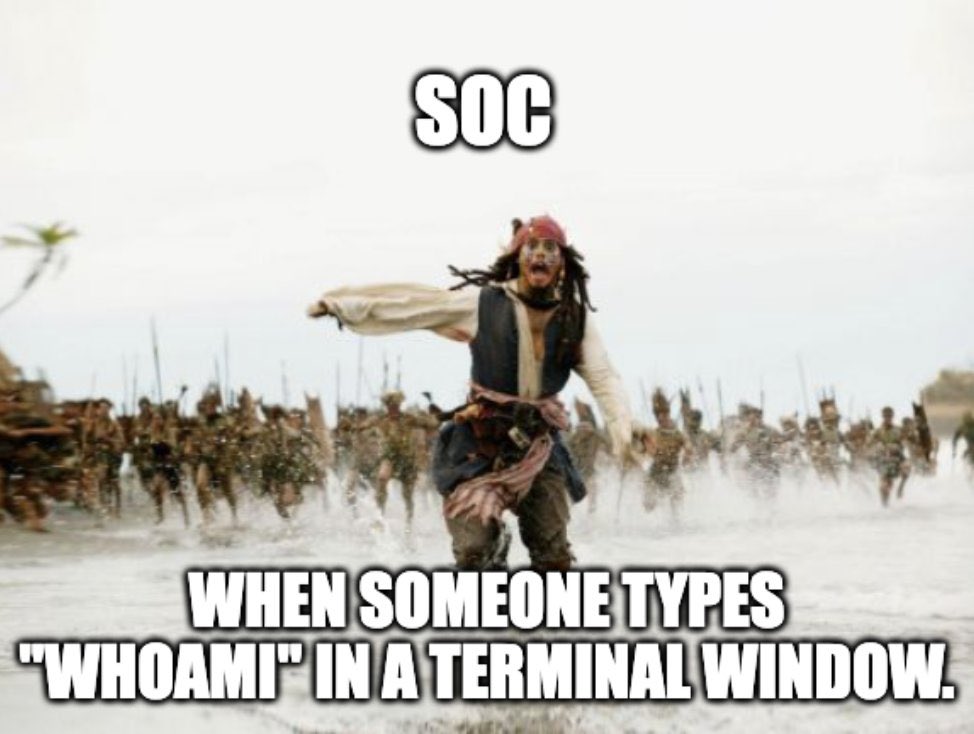 SOC
WHEN SOMEONE TYPES
"WHOAMI" IN A TERMINAL WINDOW.